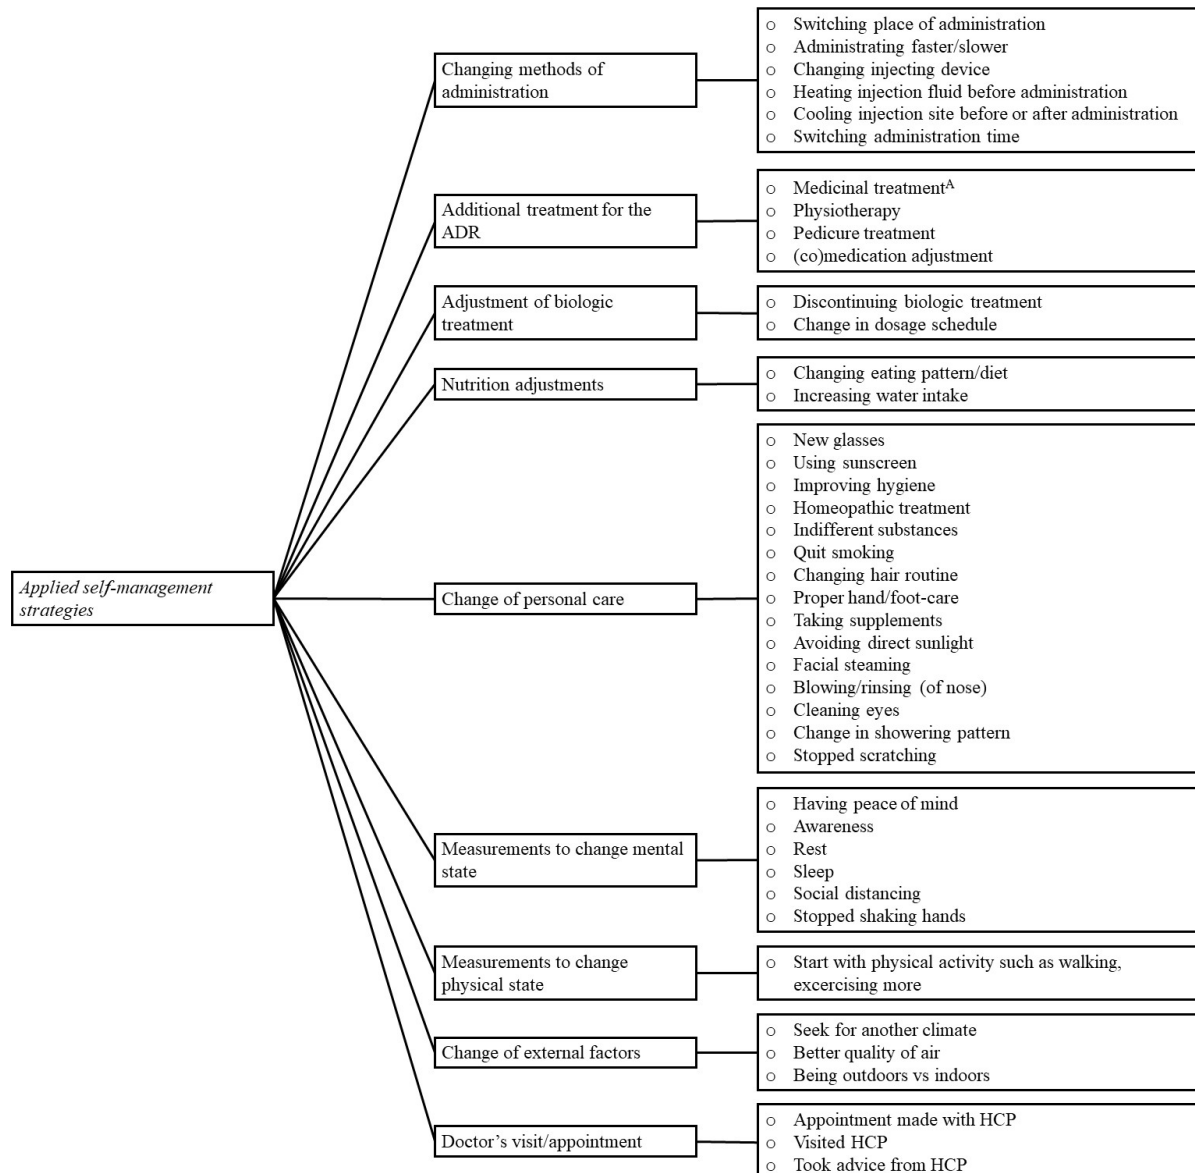 Applied self-management
strategies
Changing methods of
administration
○ Switching place of administration
○ Administrating faster/slower
○ Changing injecting device
○ Heating injection fluid before administration
○ Cooling injection site before or after administration
○ Switching administration time
Additional treatment for the
ADR
○ Medicinal treatmentᴬ
○ Physiotherapy
○ Pedicure treatment
○ (co)medication adjustment
Adjustment of biologic
treatment
○ Discontinuing biologic treatment
○ Change in dosage schedule
Nutrition adjustments
○ Changing eating pattern/diet
○ Increasing water intake
Change of personal care
○ New glasses
○ Using sunscreen
○ Improving hygiene
○ Homeopathic treatment
○ Indifferent substances
○ Quit smoking
○ Changing hair routine
○ Proper hand/foot-care
○ Taking supplements
○ Avoiding direct sunlight
○ Facial steaming
○ Blowing/rinsing (of nose)
○ Cleaning eyes
○ Change in showering pattern
○ Stopped scratching
Measurements to change mental
state
○ Having peace of mind
○ Awareness
○ Rest
○ Sleep
○ Social distancing
○ Stopped shaking hands
Measurements to change
physical state
○ Start with physical activity such as walking,
excercising more
Change of external factors
○ Seek for another climate
○ Better quality of air
○ Being outdoors vs indoors
Doctor’s visit/appointment
○ Appointment made with HCP
○ Visited HCP
○ Took advice from HCP